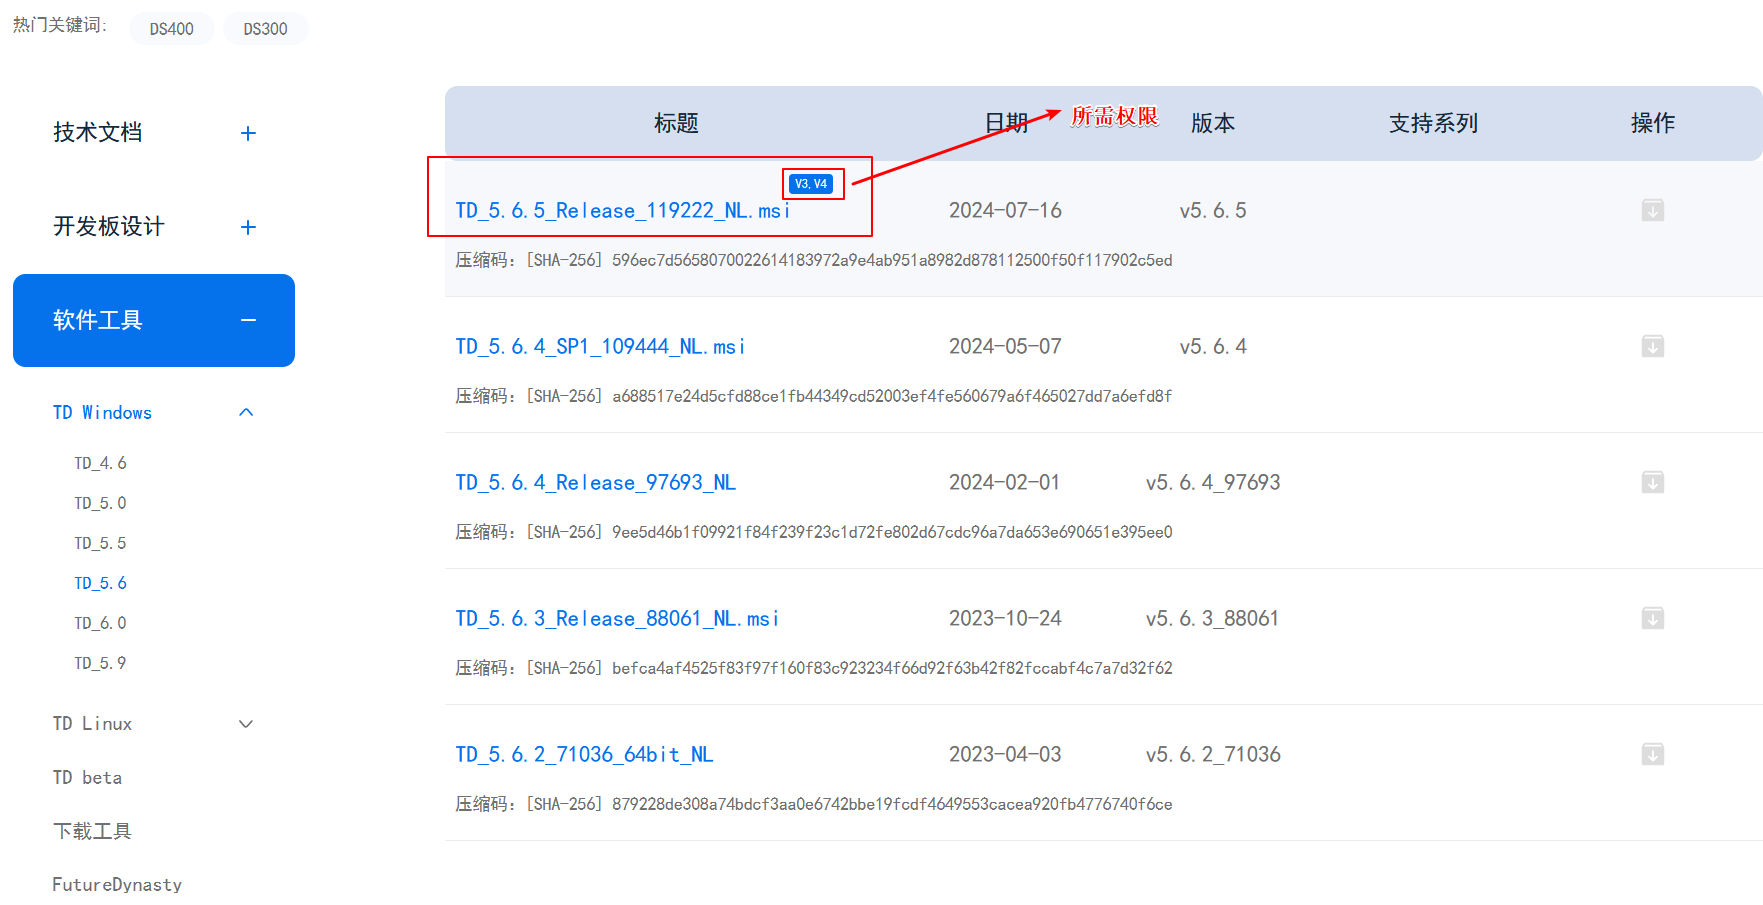 热门关键词: DS400 DS300
技术文档 +
开发板设计 +
软件工具 −
TD Windows
TD_4.6
TD_5.0
TD_5.5
TD_5.6
TD_6.0
TD_5.9
TD Linux
TD beta
下载工具
FutureDynasty
标题 日期 所需权限 版本 支持系列 操作
V3,V4
TD_5.6.5_Release_119222_NL.msi 2024-07-16 v5.6.5
压缩码：[SHA-256] 596ec7d5658070022614183972a9e4ab951a8982d878112500f50f117902c5ed
TD_5.6.4_SP1_109444_NL.msi 2024-05-07 v5.6.4
压缩码：[SHA-256] a688517e24d5cfd88ce1fb44349cd52003ef4fe560679a6f465027dd7a6efd8f
TD_5.6.4_Release_97693_NL 2024-02-01 v5.6.4_97693
压缩码：[SHA-256] 9ee5d46b1f09921f84f239f23c1d72fe802d67cdc96a7da653e690651e395ee0
TD_5.6.3_Release_88061_NL.msi 2023-10-24 v5.6.3_88061
压缩码：[SHA-256] befca4af4525f83f97f160f83c923234f66d92f63b42f82fccabf4c7a7d32f62
TD_5.6.2_71036_64bit_NL 2023-04-03 v5.6.2_71036
压缩码：[SHA-256] 879228de308a74bdcf3aa0e6742bbe19fcdf4649553cacea920fb4776740f6ce